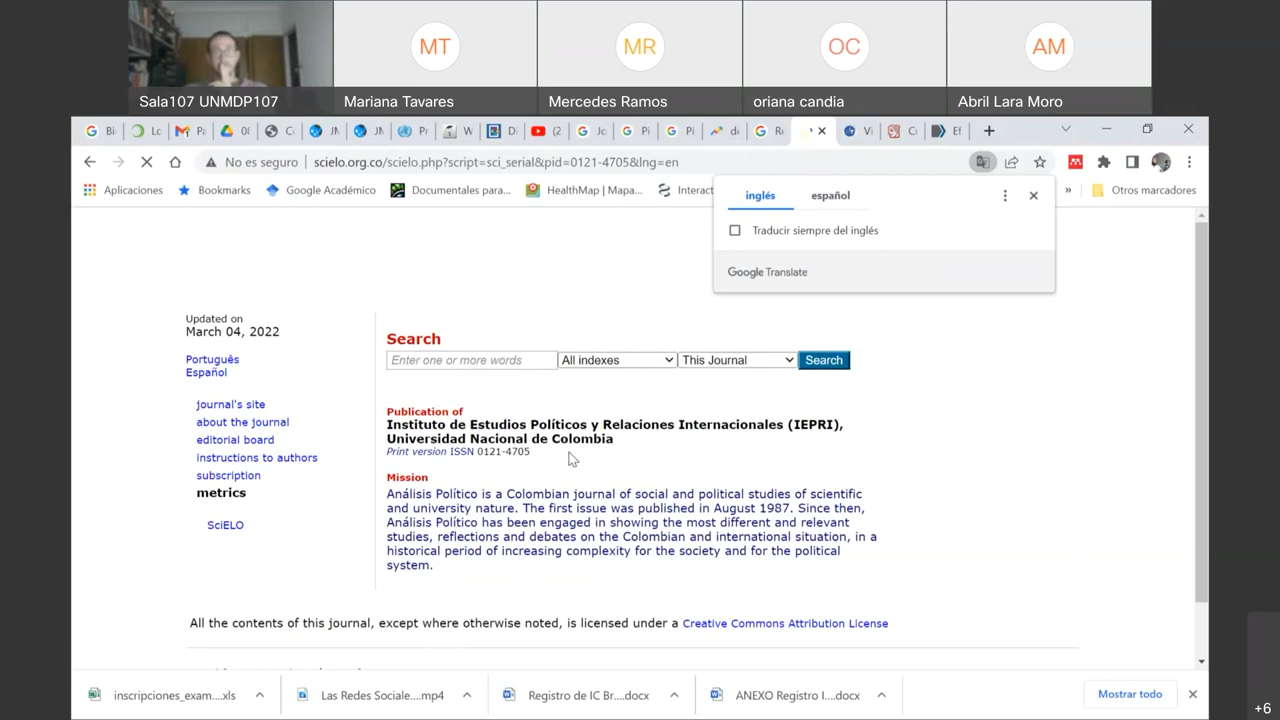 MT
MR
OC
AM
Sala107 UNMDP107
Mariana Tavares
Mercedes Ramos
oriana candia
Abril Lara Moro
No es seguro
scielo.org.co/scielo.php?script=sci_serial&pid=0121-4705&lng=en
Aplicaciones
Bookmarks
Google Académico
Documentales para...
HealthMap | Mapa...
Interact
»
Otros marcadores
inglés
español
Traducir siempre del inglés
Google Translate
Updated on
March 04, 2022
Português
Español
journal's site
about the journal
editorial board
instructions to authors
subscription
metrics
SciELO
Search
Enter one or more words
All indexes
This Journal
Search
Publication of
Instituto de Estudios Políticos y Relaciones Internacionales (IEPRI),
Universidad Nacional de Colombia
Print version ISSN 0121-4705
Mission
Análisis Político is a Colombian journal of social and political studies of scientific
and university nature. The first issue was published in August 1987. Since then,
Análisis Político has been engaged in showing the most different and relevant
studies, reflections and debates on the Colombian and international situation, in a
historical period of increasing complexity for the society and for the political
system.
All the contents of this journal, except where otherwise noted, is licensed under a Creative Commons Attribution License
inscripciones_exam....xls
Las Redes Sociale....mp4
Registro de IC Br....docx
ANEXO Registro I....docx
Mostrar todo
+6